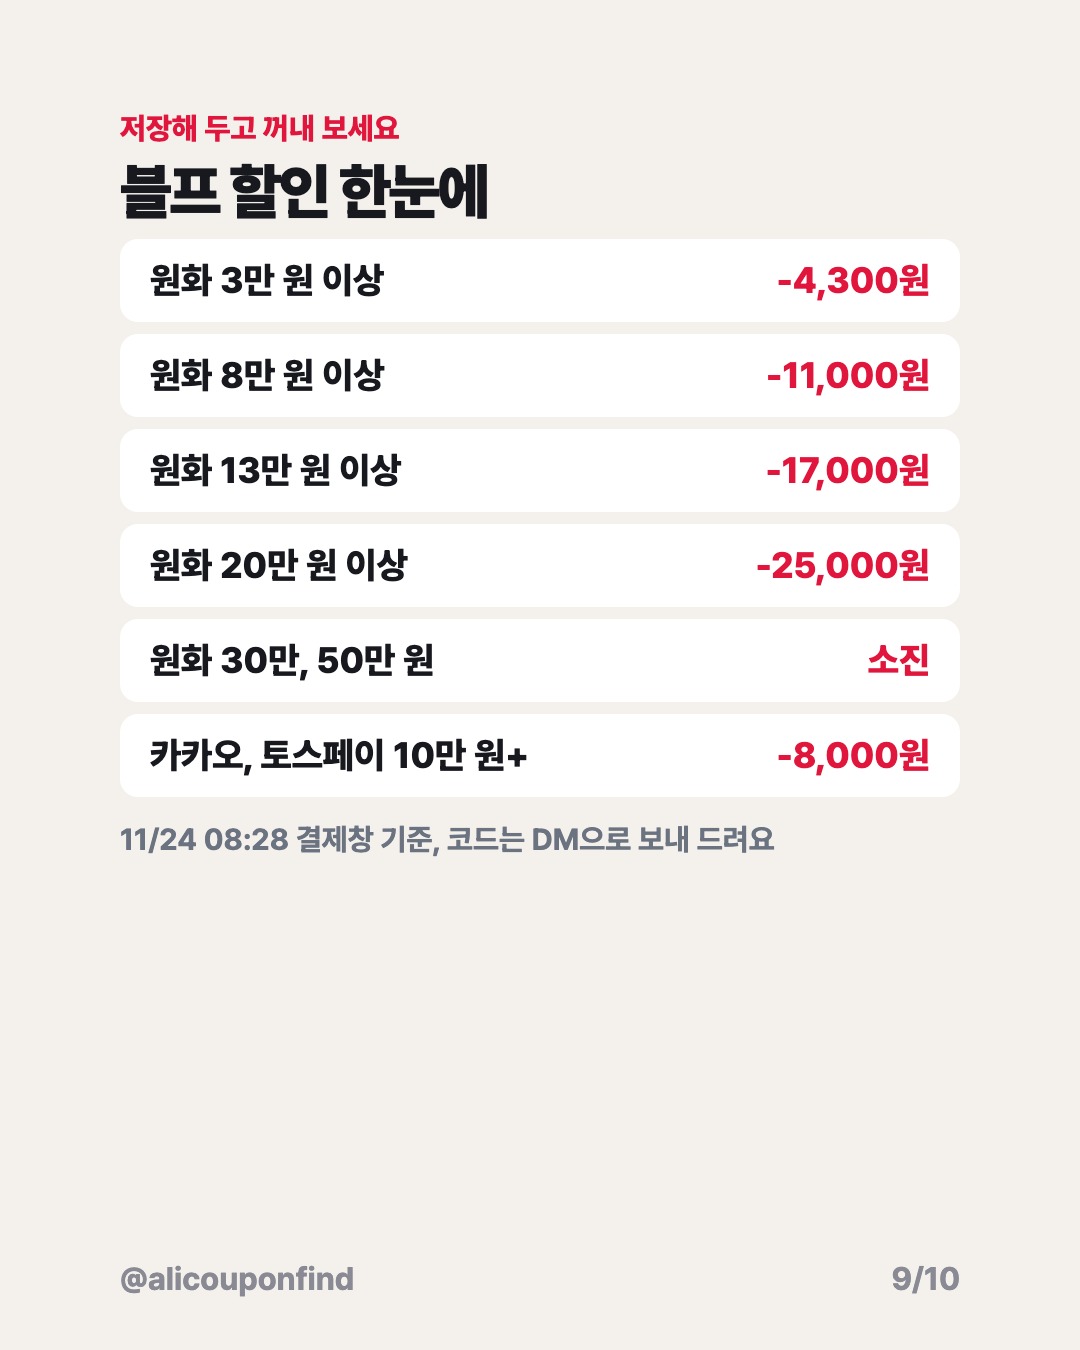 저장해 두고 꺼내 보세요
블프 할인 한눈에
원화 3만 원 이상 -4,300원
원화 8만 원 이상 -11,000원
원화 13만 원 이상 -17,000원
원화 20만 원 이상 -25,000원
원화 30만, 50만 원 소진
카카오, 토스페이 10만 원+ -8,000원
11/24 08:28 결제창 기준, 코드는 DM으로 보내 드려요
@alicouponfind 9/10